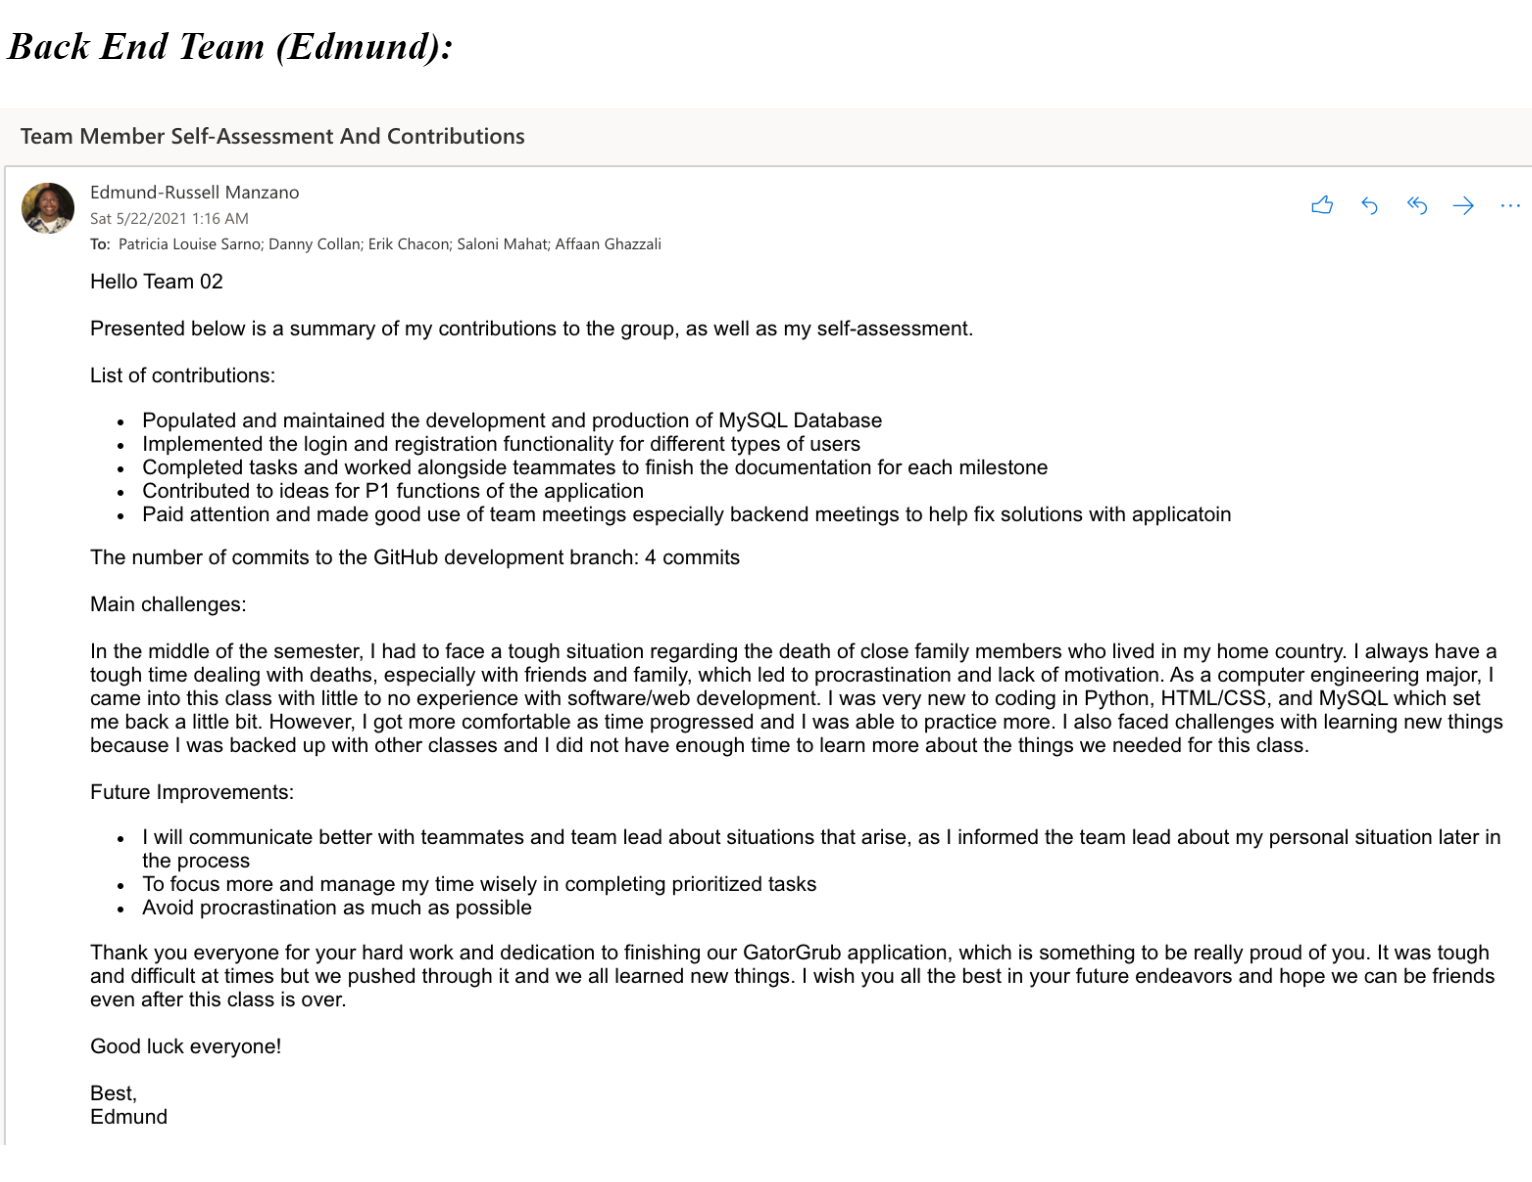 Back End Team (Edmund):
Team Member Self-Assessment And Contributions
Edmund-Russell Manzano
Sat 5/22/2021 1:16 AM
To: Patricia Louise Sarno; Danny Collan; Erik Chacon; Saloni Mahat; Affaan Ghazzali
Hello Team 02
Presented below is a summary of my contributions to the group, as well as my self-assessment.
List of contributions:
• Populated and maintained the development and production of MySQL Database
• Implemented the login and registration functionality for different types of users
• Completed tasks and worked alongside teammates to finish the documentation for each milestone
• Contributed to ideas for P1 functions of the application
• Paid attention and made good use of team meetings especially backend meetings to help fix solutions with applicatoin
The number of commits to the GitHub development branch: 4 commits
Main challenges:
In the middle of the semester, I had to face a tough situation regarding the death of close family members who lived in my home country. I always have a
tough time dealing with deaths, especially with friends and family, which led to procrastination and lack of motivation. As a computer engineering major, I
came into this class with little to no experience with software/web development. I was very new to coding in Python, HTML/CSS, and MySQL which set
me back a little bit. However, I got more comfortable as time progressed and I was able to practice more. I also faced challenges with learning new things
because I was backed up with other classes and I did not have enough time to learn more about the things we needed for this class.
Future Improvements:
• I will communicate better with teammates and team lead about situations that arise, as I informed the team lead about my personal situation later in
the process
• To focus more and manage my time wisely in completing prioritized tasks
• Avoid procrastination as much as possible
Thank you everyone for your hard work and dedication to finishing our GatorGrub application, which is something to be really proud of you. It was tough
and difficult at times but we pushed through it and we all learned new things. I wish you all the best in your future endeavors and hope we can be friends
even after this class is over.
Good luck everyone!
Best,
Edmund